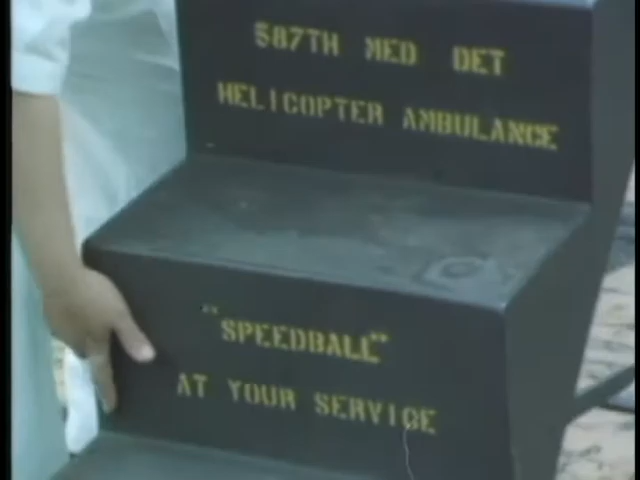 587TH MED DET
HELICOPTER AMBULANCE
"SPEEDBALL"
AT YOUR SERVICE